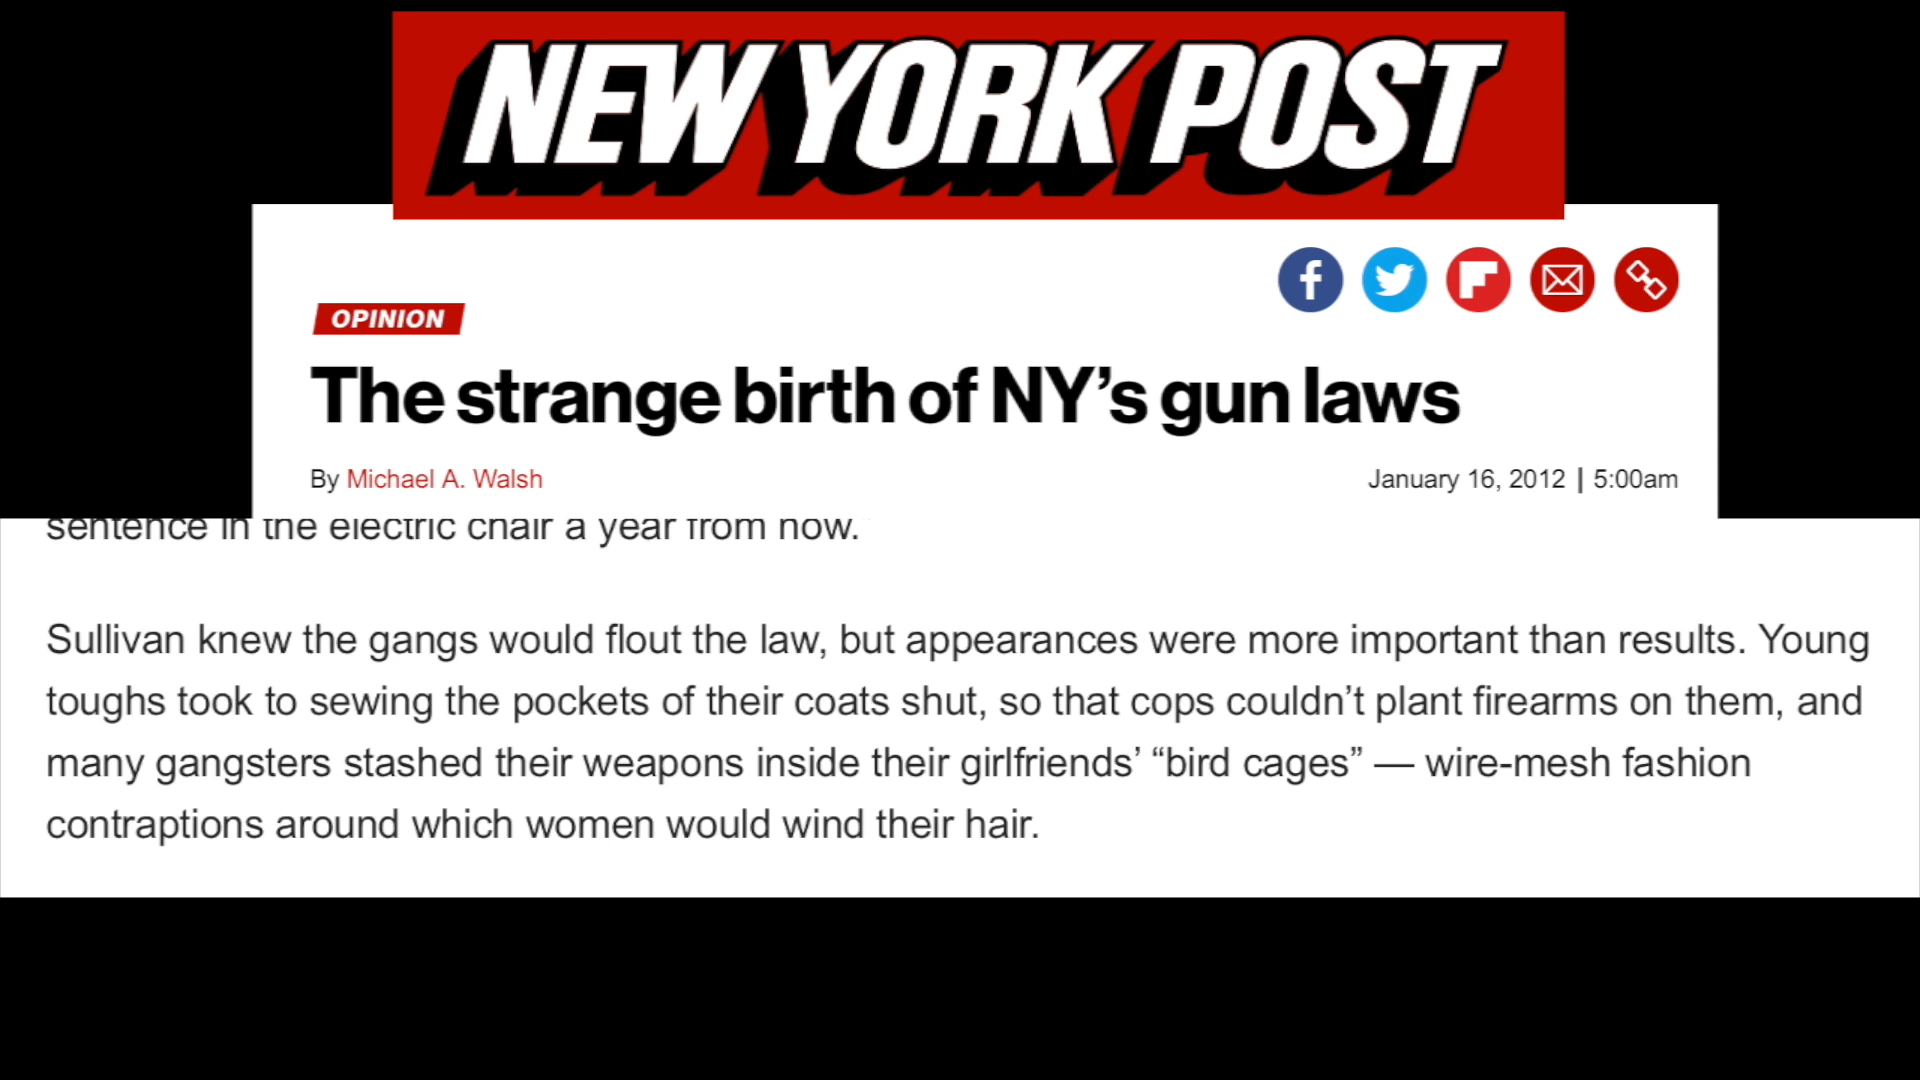 NEW YORK POST
OPINION
The strange birth of NY’s gun laws
By Michael A. Walsh
January 16, 2012 | 5:00am
sentence in the electric chair a year from now.
Sullivan knew the gangs would flout the law, but appearances were more important than results. Young
toughs took to sewing the pockets of their coats shut, so that cops couldn’t plant firearms on them, and
many gangsters stashed their weapons inside their girlfriends’ “bird cages” — wire-mesh fashion
contraptions around which women would wind their hair.